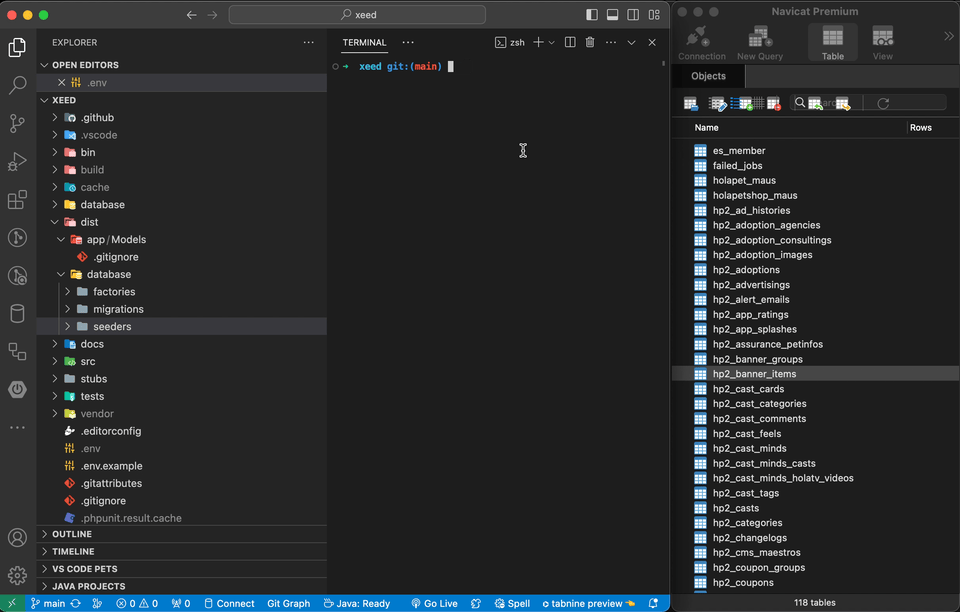 xeed
EXPLORER
OPEN EDITORS
.env
XEED
.github
.vscode
bin
build
cache
database
dist
app/Models
.gitignore
database
factories
migrations
seeders
docs
src
stubs
tests
vendor
.editorconfig
.env
.env.example
.gitattributes
.gitignore
.phpunit.result.cache
OUTLINE
TIMELINE
VS CODE PETS
JAVA PROJECTS
TERMINAL
zsh
xeed git:(main)
main
0
0
0
Connect
Git Graph
Java: Ready
Go Live
Spell
tabnine preview
Navicat Premium
Connection
New Query
Table
View
Objects
Name
Rows
es_member
failed_jobs
holapet_maus
holapetshop_maus
hp2_ad_histories
hp2_adoption_agencies
hp2_adoption_consultings
hp2_adoption_images
hp2_adoptions
hp2_advertisings
hp2_alert_emails
hp2_app_ratings
hp2_app_splashes
hp2_assurance_petinfos
hp2_banner_groups
hp2_banner_items
hp2_cast_cards
hp2_cast_categories
hp2_cast_comments
hp2_cast_feels
hp2_cast_minds
hp2_cast_minds_casts
hp2_cast_minds_holatv_videos
hp2_cast_tags
hp2_casts
hp2_categories
hp2_changelogs
hp2_cms_maestros
hp2_coupon_groups
hp2_coupons
118 tables